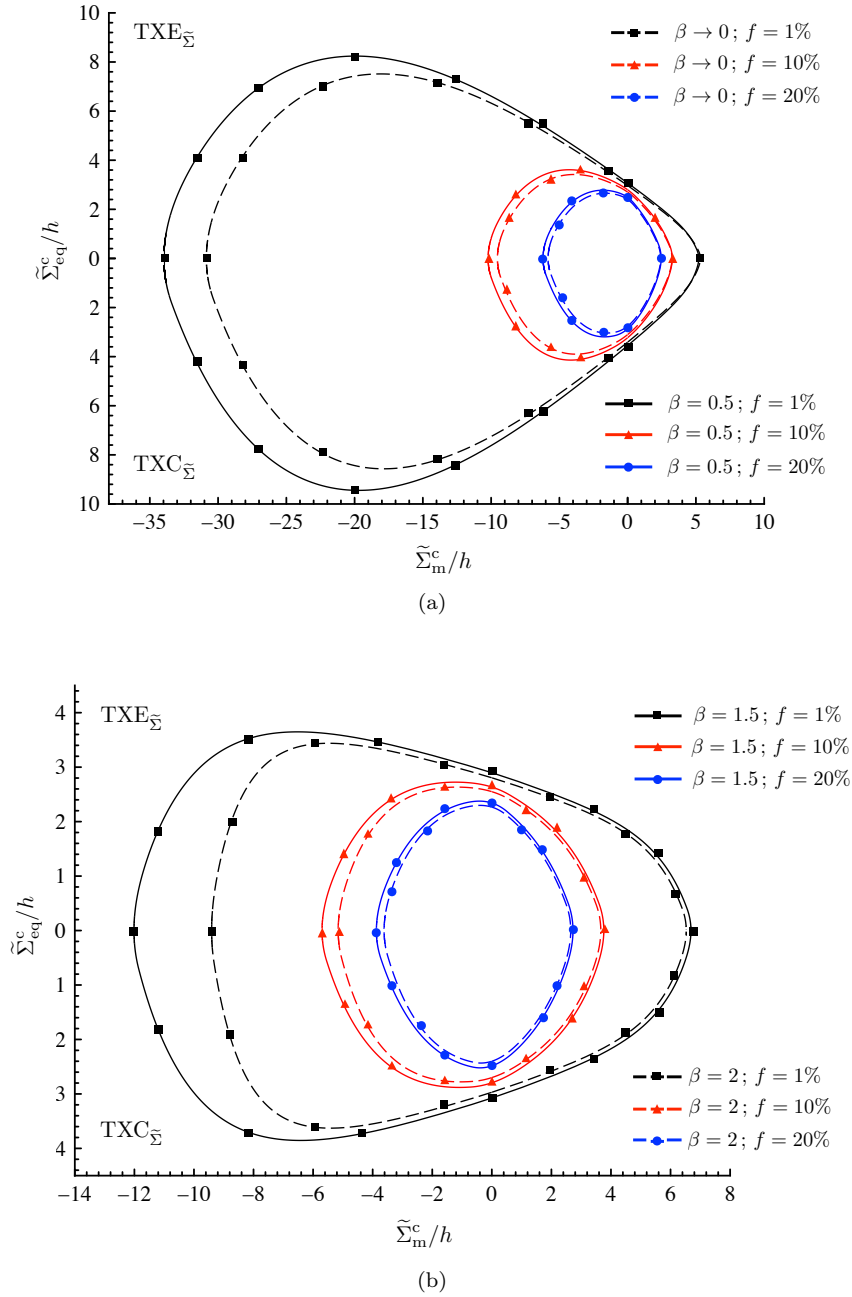 TXE_Σ̃
β → 0 ; f = 1%
β → 0 ; f = 10%
β → 0 ; f = 20%
10
8
6
4
2
0
2
4
6
8
10
Σ̃^c_eq/h
β = 0.5 ; f = 1%
β = 0.5 ; f = 10%
β = 0.5 ; f = 20%
TXC_Σ̃
−35 −30 −25 −20 −15 −10 −5 0 5 10
Σ̃^c_m/h
(a)
TXE_Σ̃
β = 1.5 ; f = 1%
β = 1.5 ; f = 10%
β = 1.5 ; f = 20%
4
3
2
1
0
1
2
3
4
Σ̃^c_eq/h
β = 2 ; f = 1%
β = 2 ; f = 10%
β = 2 ; f = 20%
TXC_Σ̃
−14 −12 −10 −8 −6 −4 −2 0 2 4 6 8
Σ̃^c_m/h
(b)